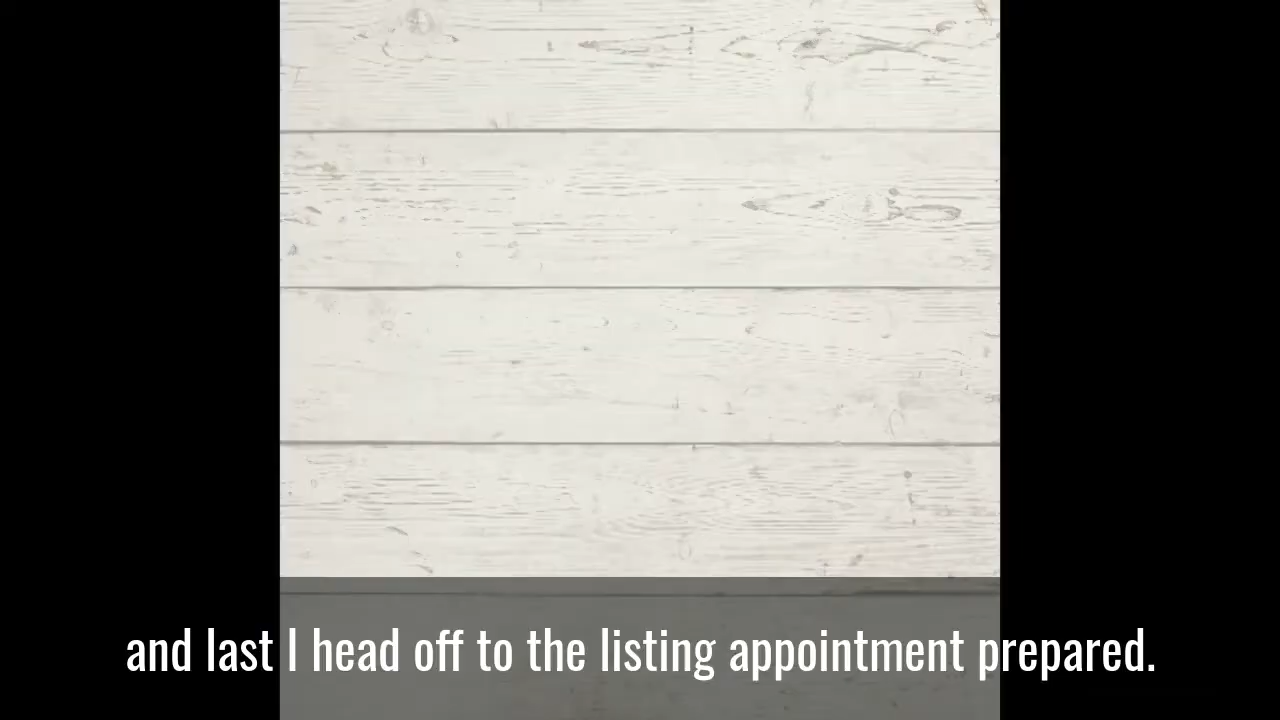 and last I head off to the listing appointment prepared.